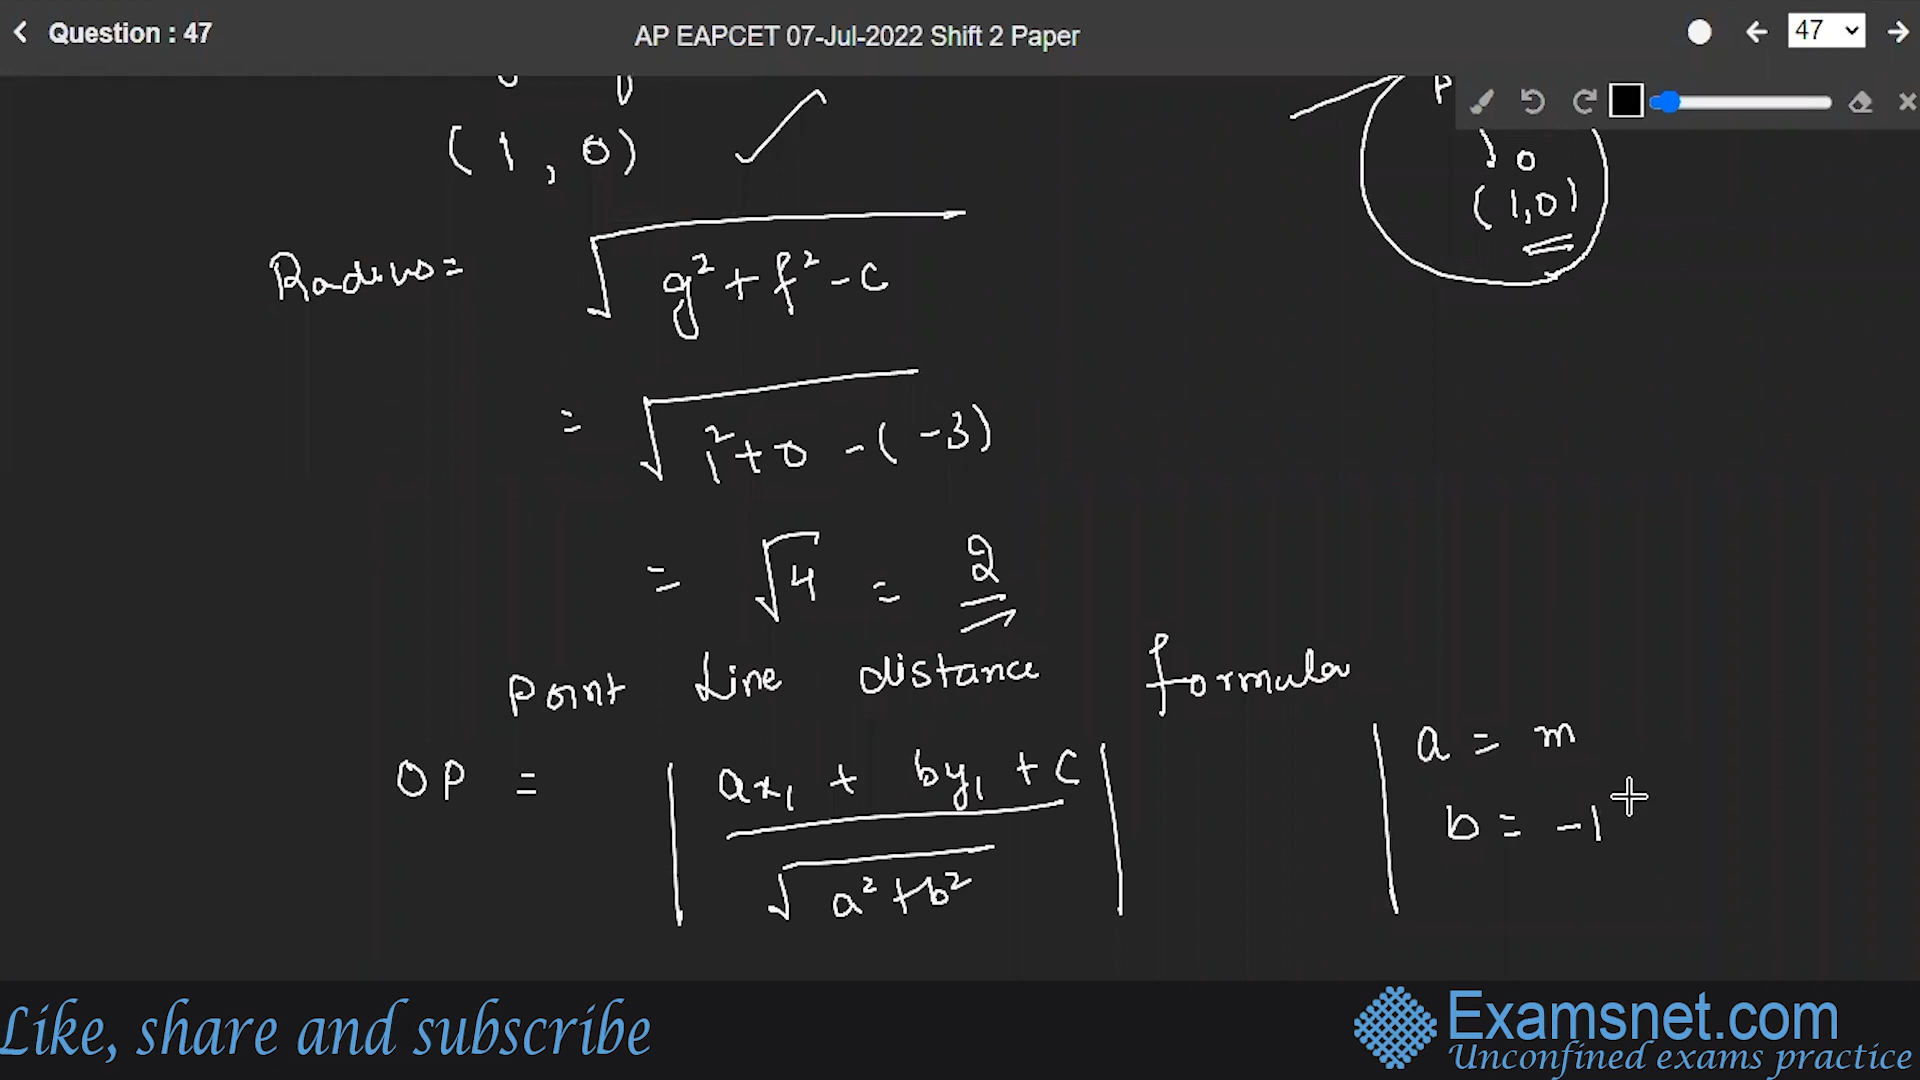 Question : 47
AP EAPCET 07-Jul-2022 Shift 2 Paper
47
P
(1, 0)
O
(1,0)
Radius = √g²+f²-c
= √1²+0 -(-3)
= √4 = 2
Point Line distance formula
OP = | ax₁ + by₁ + c / √a²+b² |
a = m
b = -1
Like, share and subscribe
Examsnet.com
Unconfined exams practice